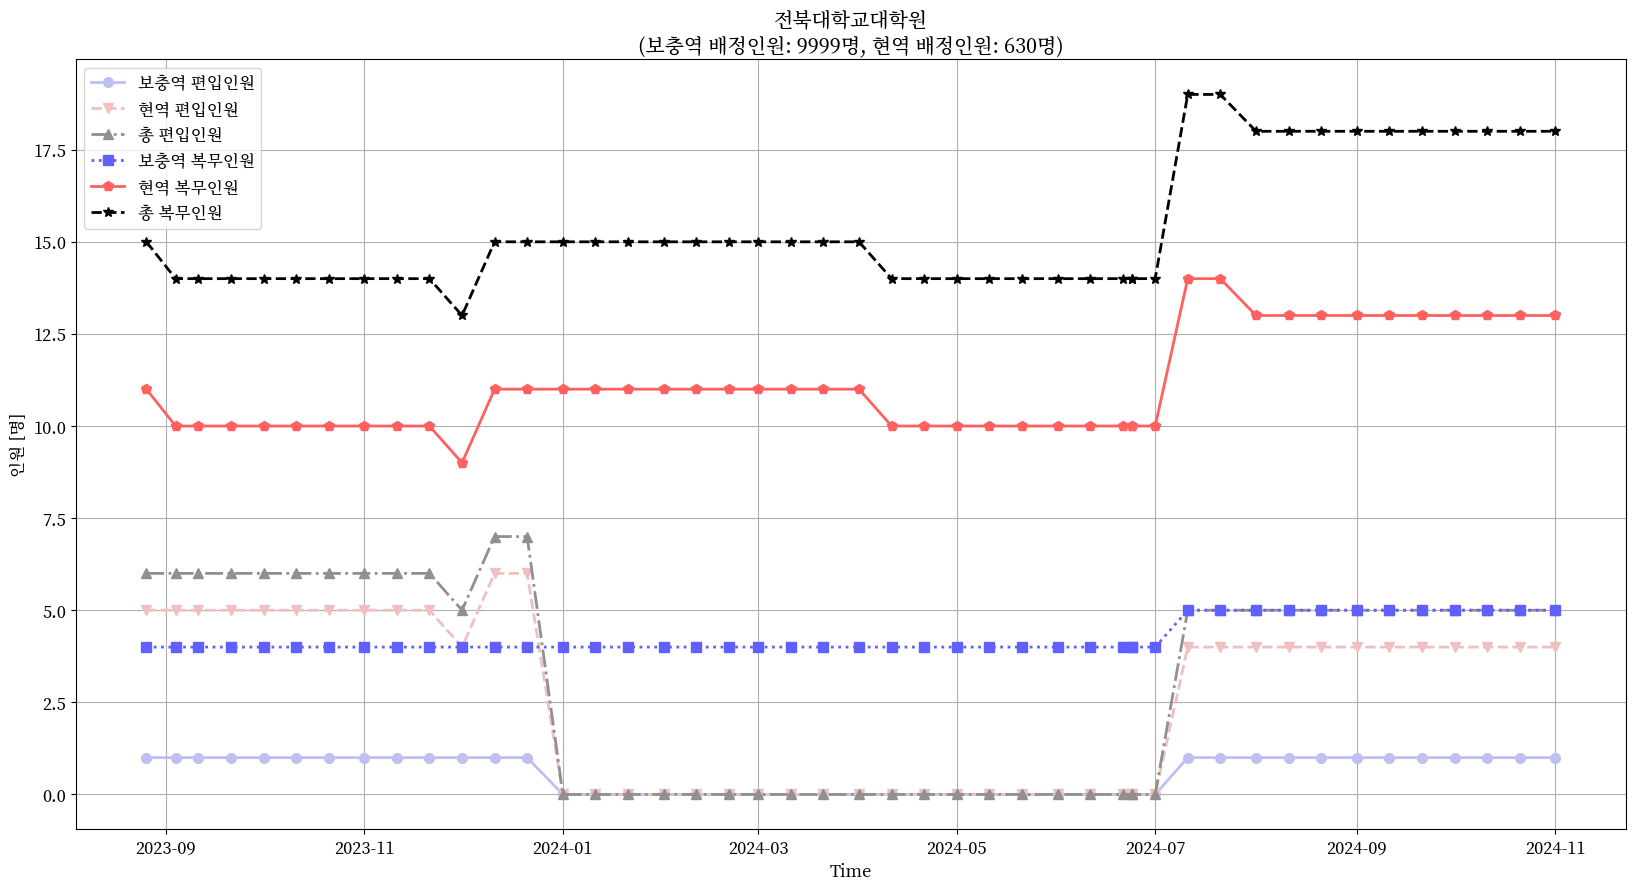 전북대학교대학원
(보충역 배정인원: 9999명, 현역 배정인원: 630명)
보충역 편입인원
현역 편입인원
총 편입인원
보충역 복무인원
현역 복무인원
총 복무인원
인원 [명]
17.5
15.0
12.5
10.0
7.5
5.0
2.5
0.0
2023-09
2023-11
2024-01
2024-03
2024-05
2024-07
2024-09
2024-11
Time